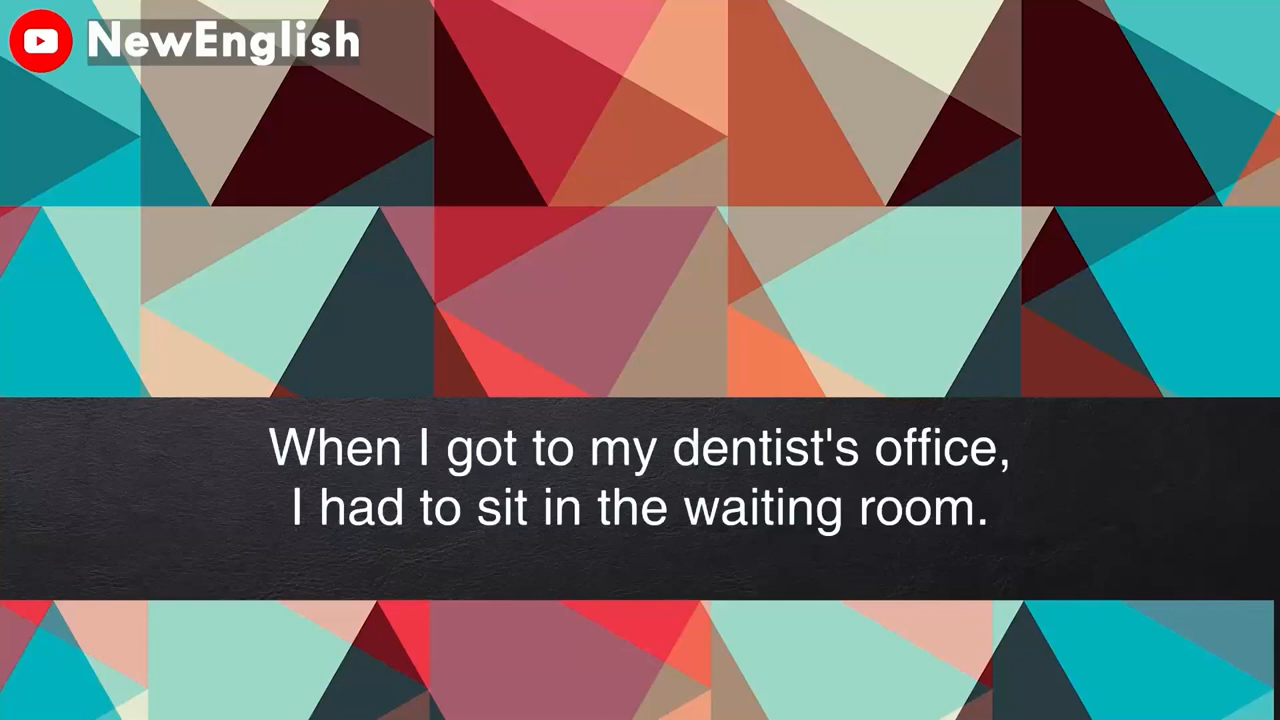 NewEnglish
When I got to my dentist's office,
I had to sit in the waiting room.